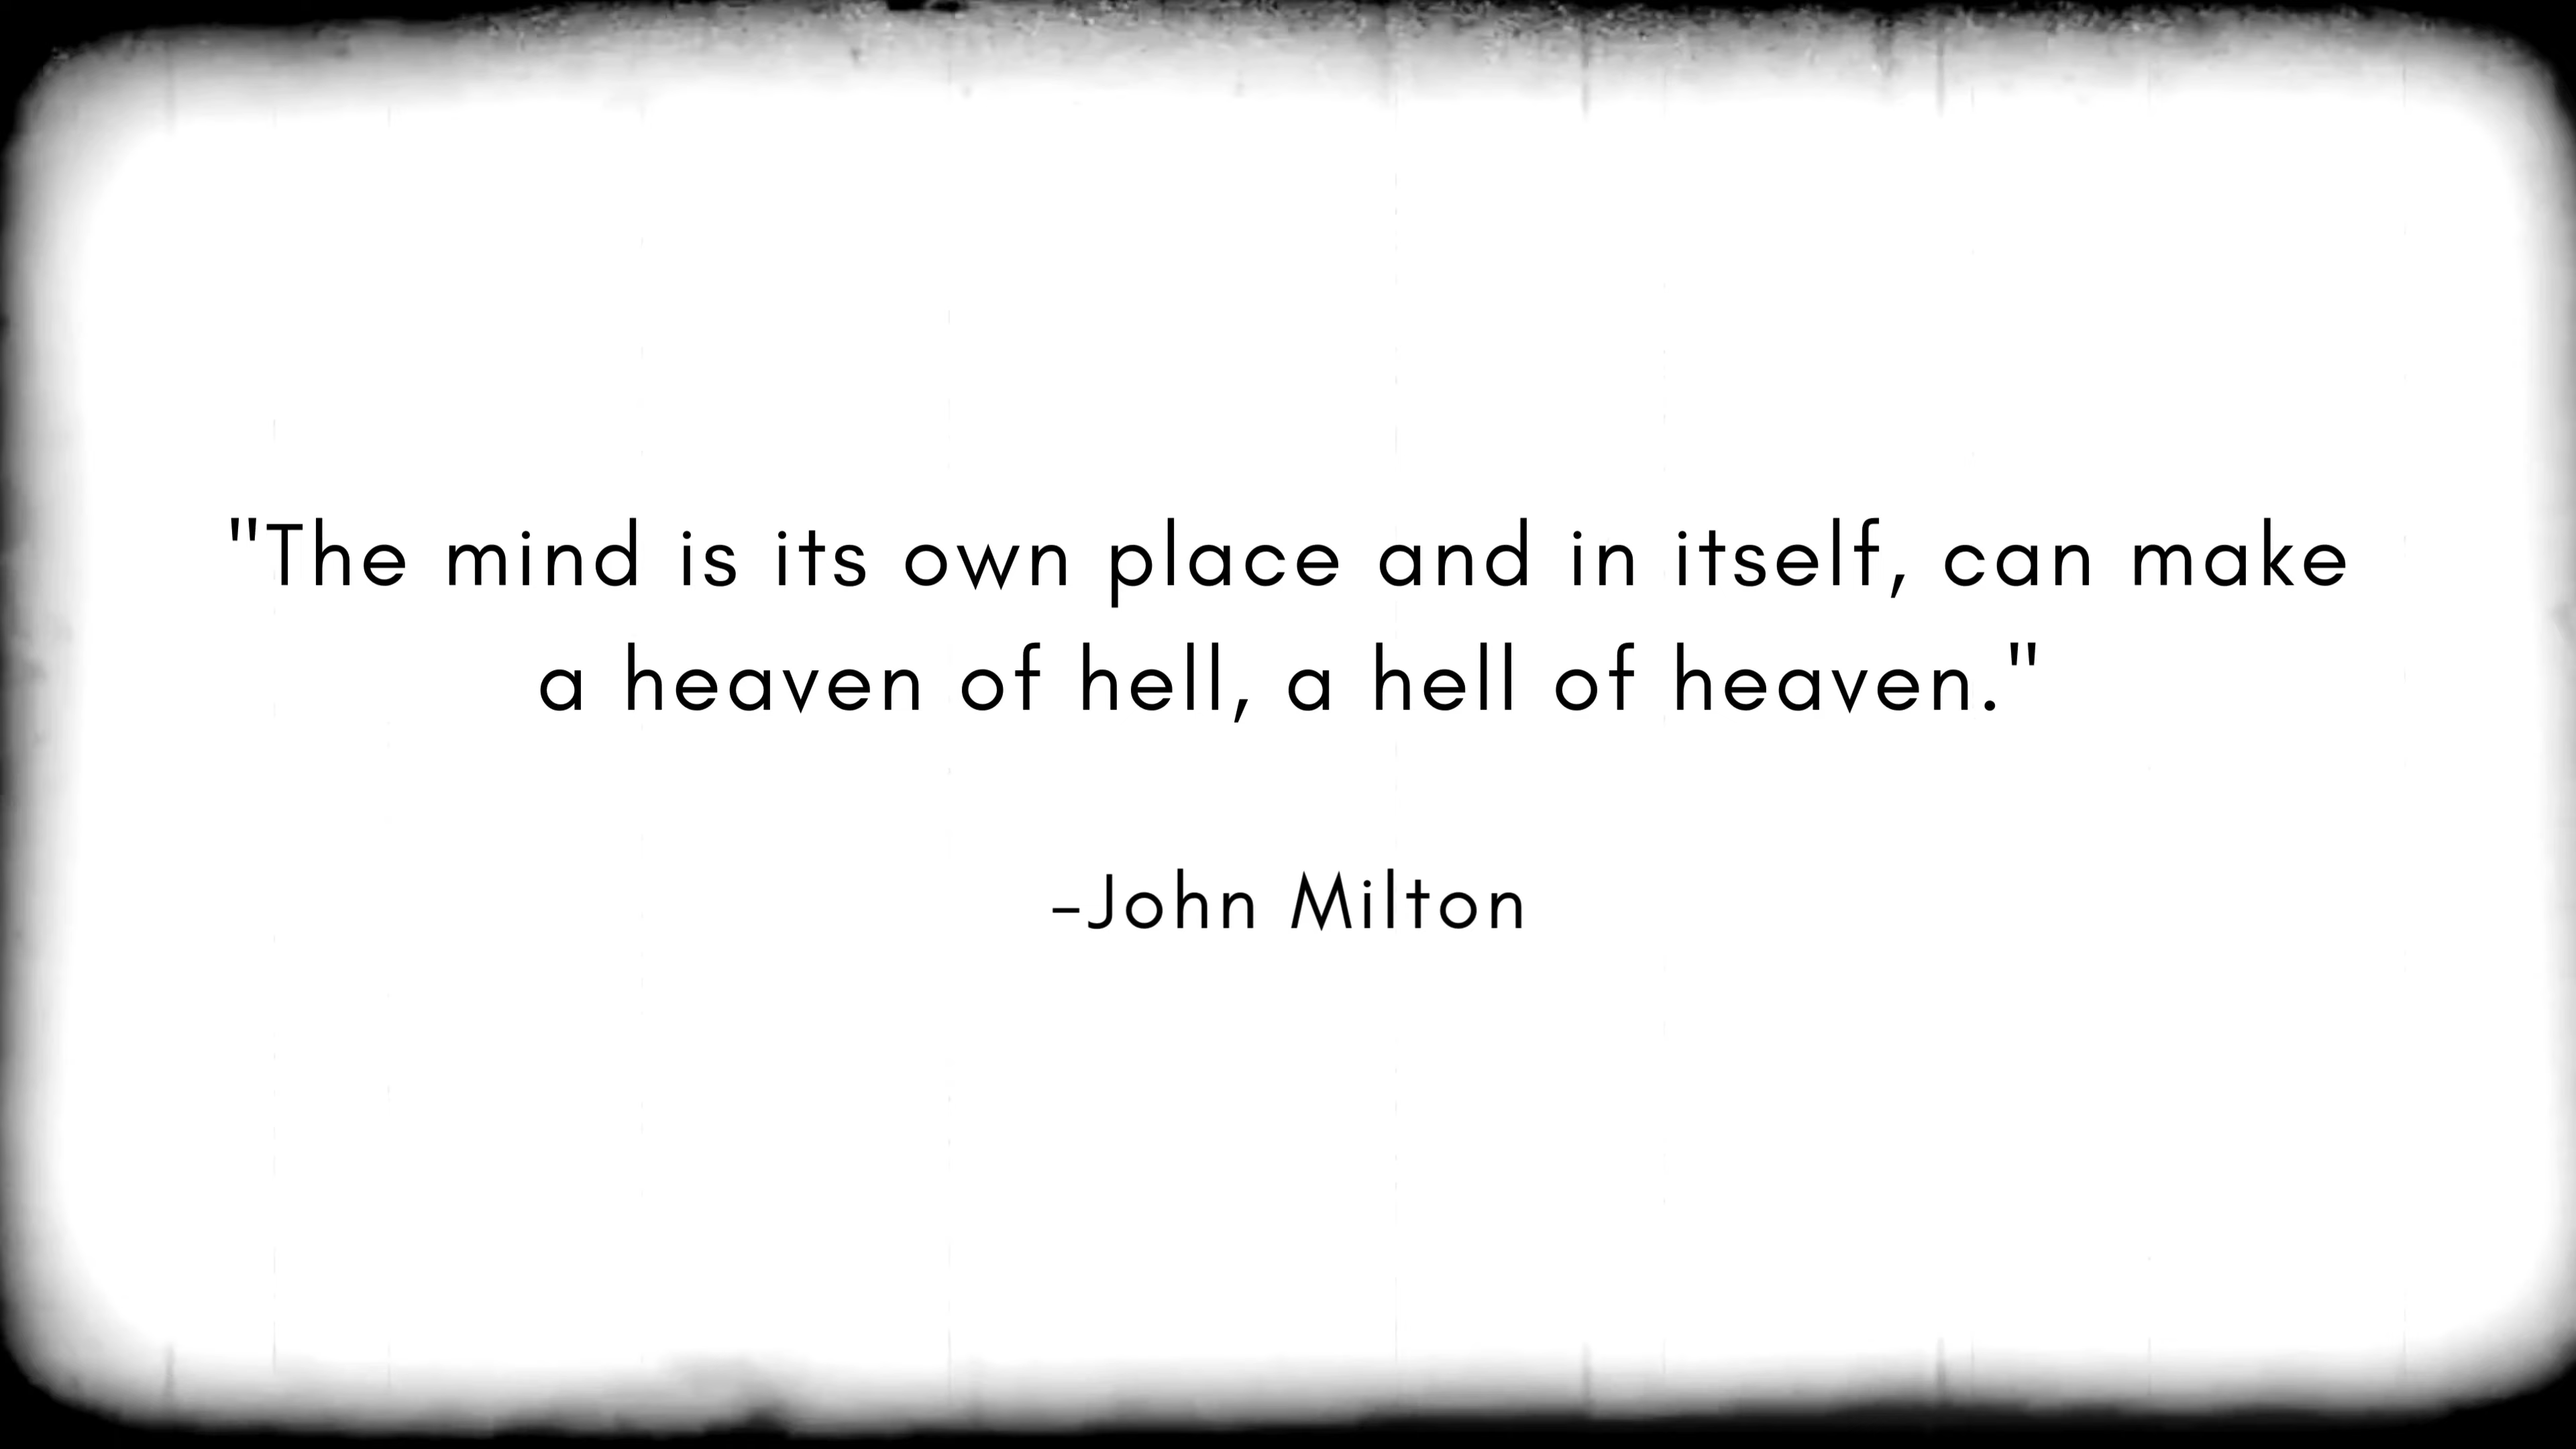 "The mind is its own place and in itself, can make
a heaven of hell, a hell of heaven."
-John Milton